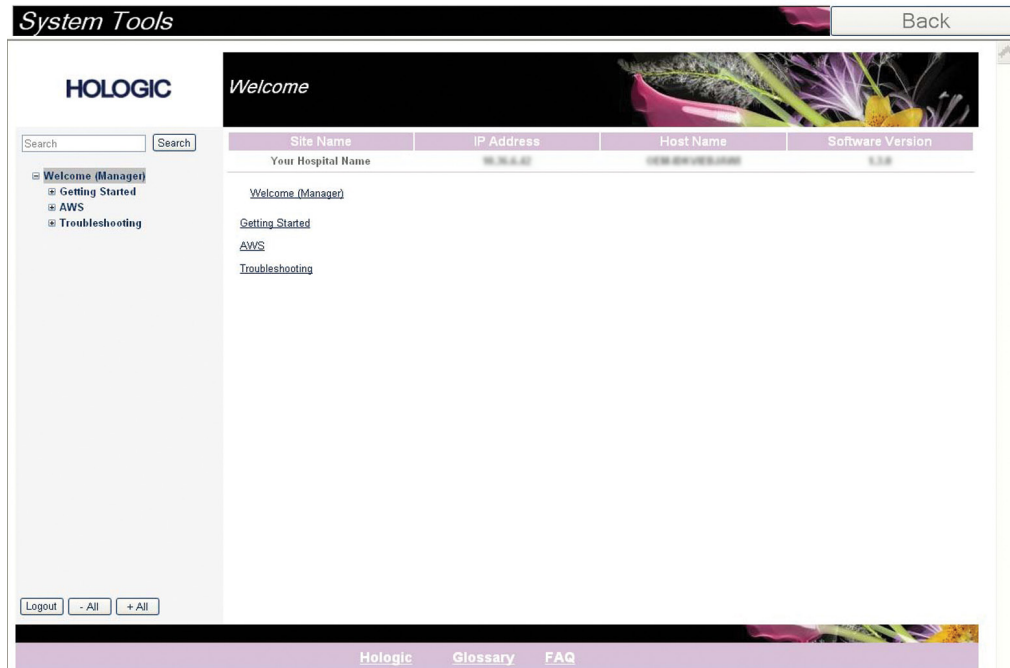 System Tools
Back
HOLOGIC
Welcome
Search Search
Site Name IP Address Host Name Software Version
Your Hospital Name
Welcome (Manager)
Getting Started
AWS
Troubleshooting
Welcome (Manager)
Getting Started
AWS
Troubleshooting
Logout - All + All
Hologic Glossary FAQ